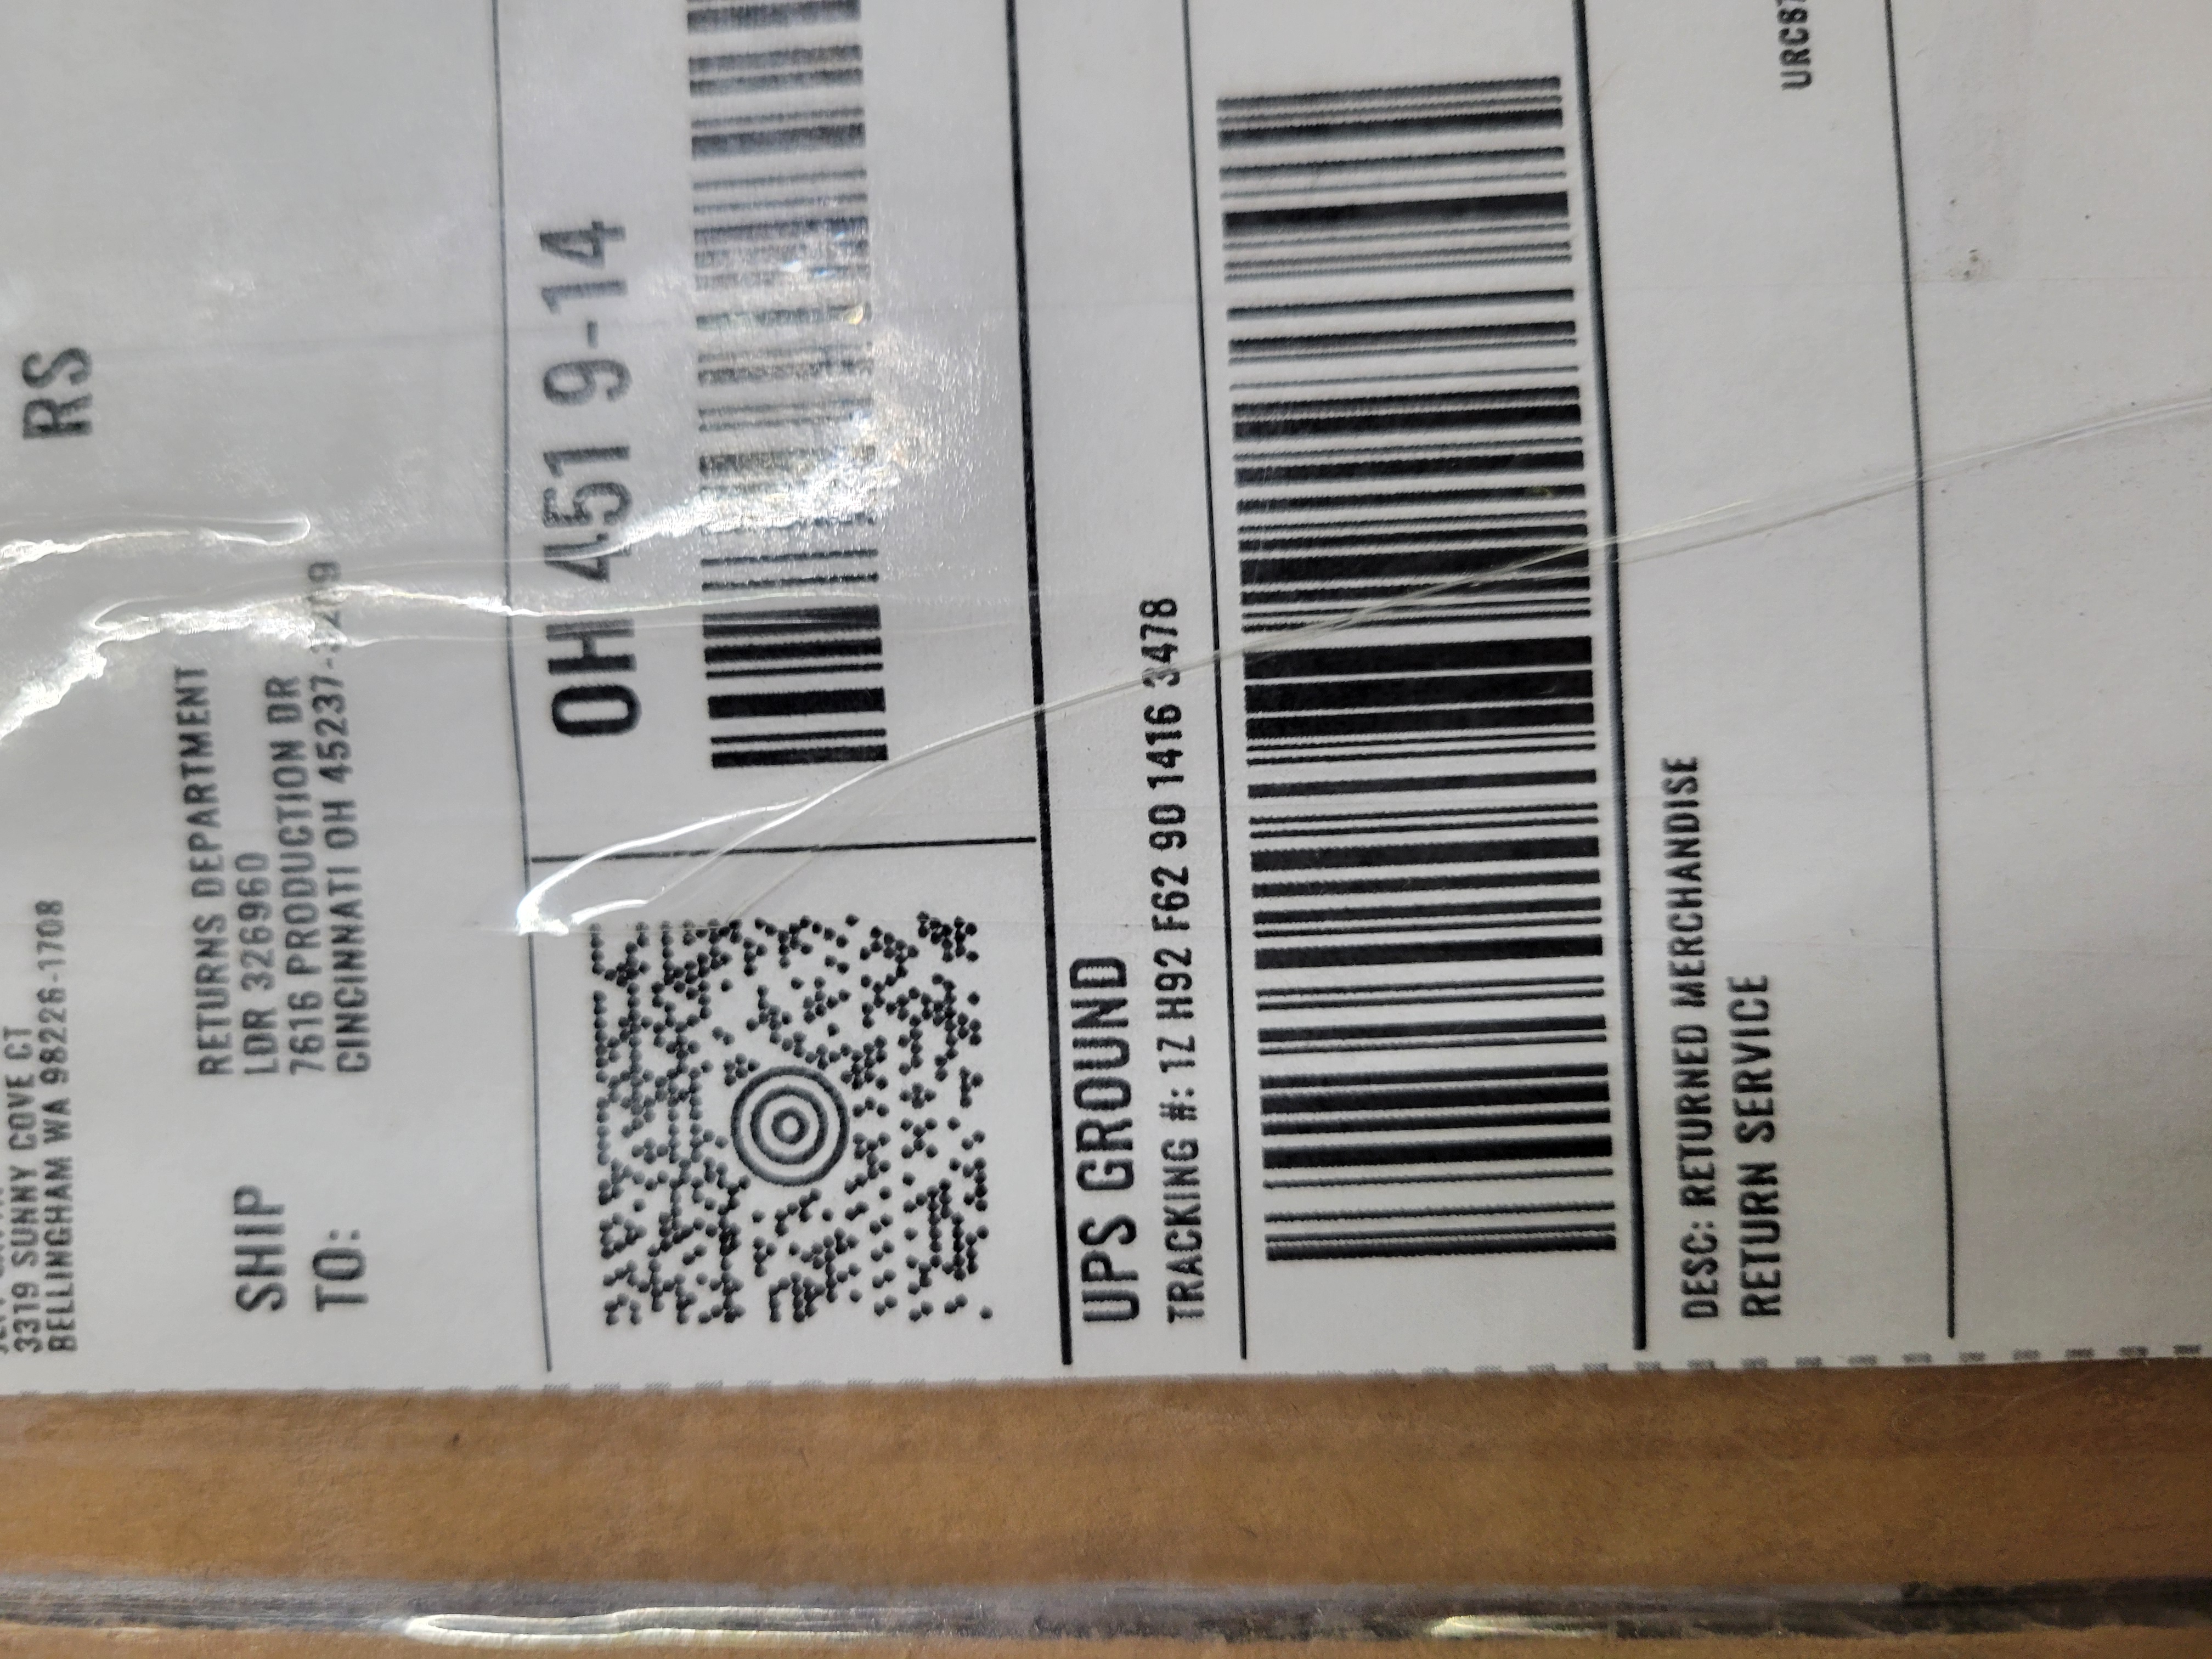 3319 SUNNY COVE CT
BELLINGHAM WA 98226-1708
RS
SHIP
TO:
RETURNS DEPARTMENT
LDR 326960
7616 PRODUCTION DR
CINCINNATI OH 45237-
OH 451 9-14
UPS GROUND
TRACKING #: 1Z H92 F62 90 1416 3478
DESC: RETURNED MERCHANDISE
RETURN SERVICE